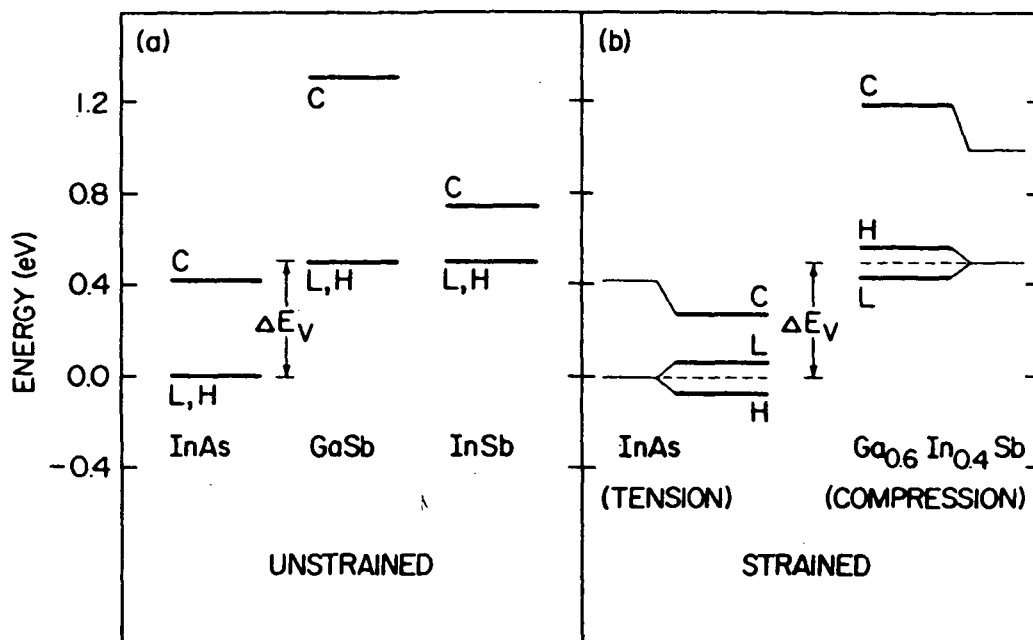 (a)
ENERGY (eV)
1.2
0.8
0.4
0.0
-0.4
C
L,H
InAs
ΔE_V
C
L,H
GaSb
C
L,H
InSb
UNSTRAINED
(b)
C
L
H
InAs
(TENSION)
ΔE_V
C
H
L
Ga0.6 In0.4 Sb
(COMPRESSION)
STRAINED